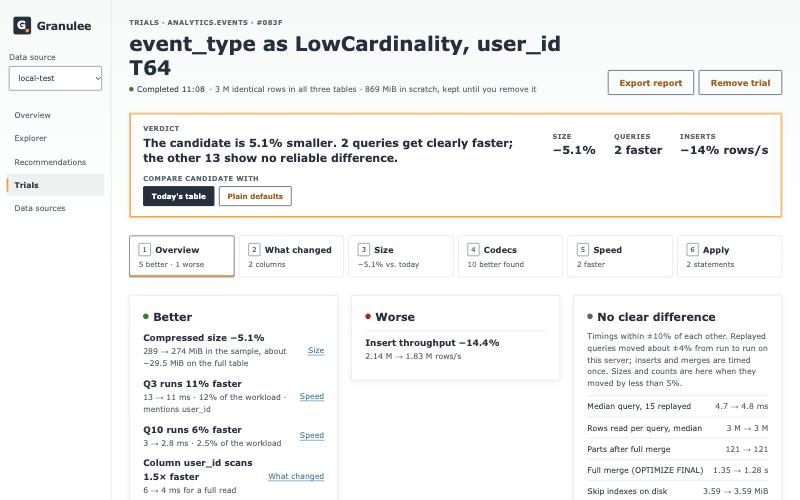 G Granulee
Data source
local-test
Overview
Explorer
Recommendations
Trials
Data sources
TRIALS · ANALYTICS.EVENTS · #083F
event_type as LowCardinality, user_id
T64
Completed 11:08 · 3 M identical rows in all three tables · 869 MiB in scratch, kept until you remove it
Export report
Remove trial
VERDICT
The candidate is 5.1% smaller. 2 queries get clearly faster;
the other 13 show no reliable difference.
SIZE
−5.1%
QUERIES
2 faster
INSERTS
−14% rows/s
COMPARE CANDIDATE WITH
Today's table
Plain defaults
1 Overview
5 better · 1 worse
2 What changed
2 columns
3 Size
−5.1% vs. today
4 Codecs
10 better found
5 Speed
2 faster
6 Apply
2 statements
Better
Compressed size −5.1%
289 → 274 MiB in the sample, about
−29.5 MiB on the full table
Size
Q3 runs 11% faster
13 → 11 ms · 12% of the workload ·
mentions user_id
Speed
Q10 runs 6% faster
3 → 2.8 ms · 2.5% of the workload
Speed
Column user_id scans
1.5× faster
6 → 4 ms for a full read
What changed
Worse
Insert throughput −14.4%
2.14 M → 1.83 M rows/s
No clear difference
Timings within ±10% of each other. Replayed
queries moved about ±4% from run to run on
this server; inserts and merges are timed
once. Sizes and counts are here when they
moved by less than 5%.
Median query, 15 replayed 4.7 → 4.8 ms
Rows read per query, median 3 M → 3 M
Parts after full merge 121 → 121
Full merge (OPTIMIZE FINAL) 1.35 → 1.28 s
Skip indexes on disk 3.59 → 3.59 MiB